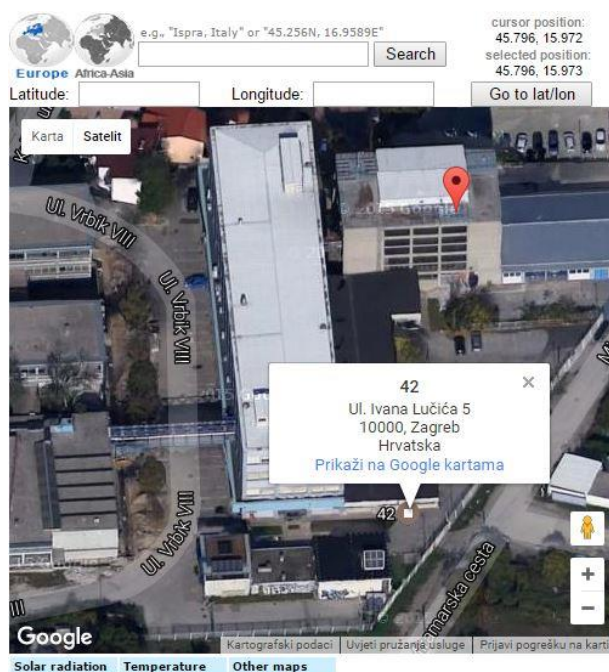 e.g., "Ispra, Italy" or "45.256N, 16.9589E"
cursor position:
45.796, 15.972
selected position:
45.796, 15.973
Search
Europe Africa-Asia
Latitude:
Longitude:
Go to lat/lon
Karta
Satelit
Ul. Vrbik VIII
Ul. Vrbik VIII
42
Ul. Ivana Lučića 5
10000, Zagreb
Hrvatska
Prikaži na Google kartama
42
Ul. Vrbik VIII
III
amarska cesta
Google
Kartografski podaci
Uvjeti pružanja usluge
Prijavi pogrešku na karti
Solar radiation
Temperature
Other maps